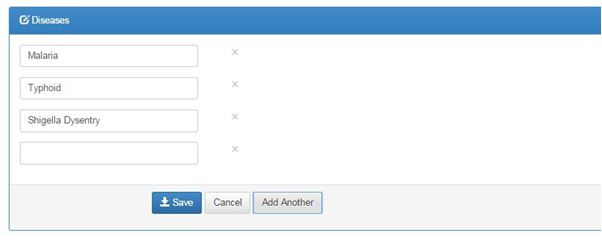 Diseases
Malaria
Typhoid
Shigella Dysentry
Save Cancel Add Another